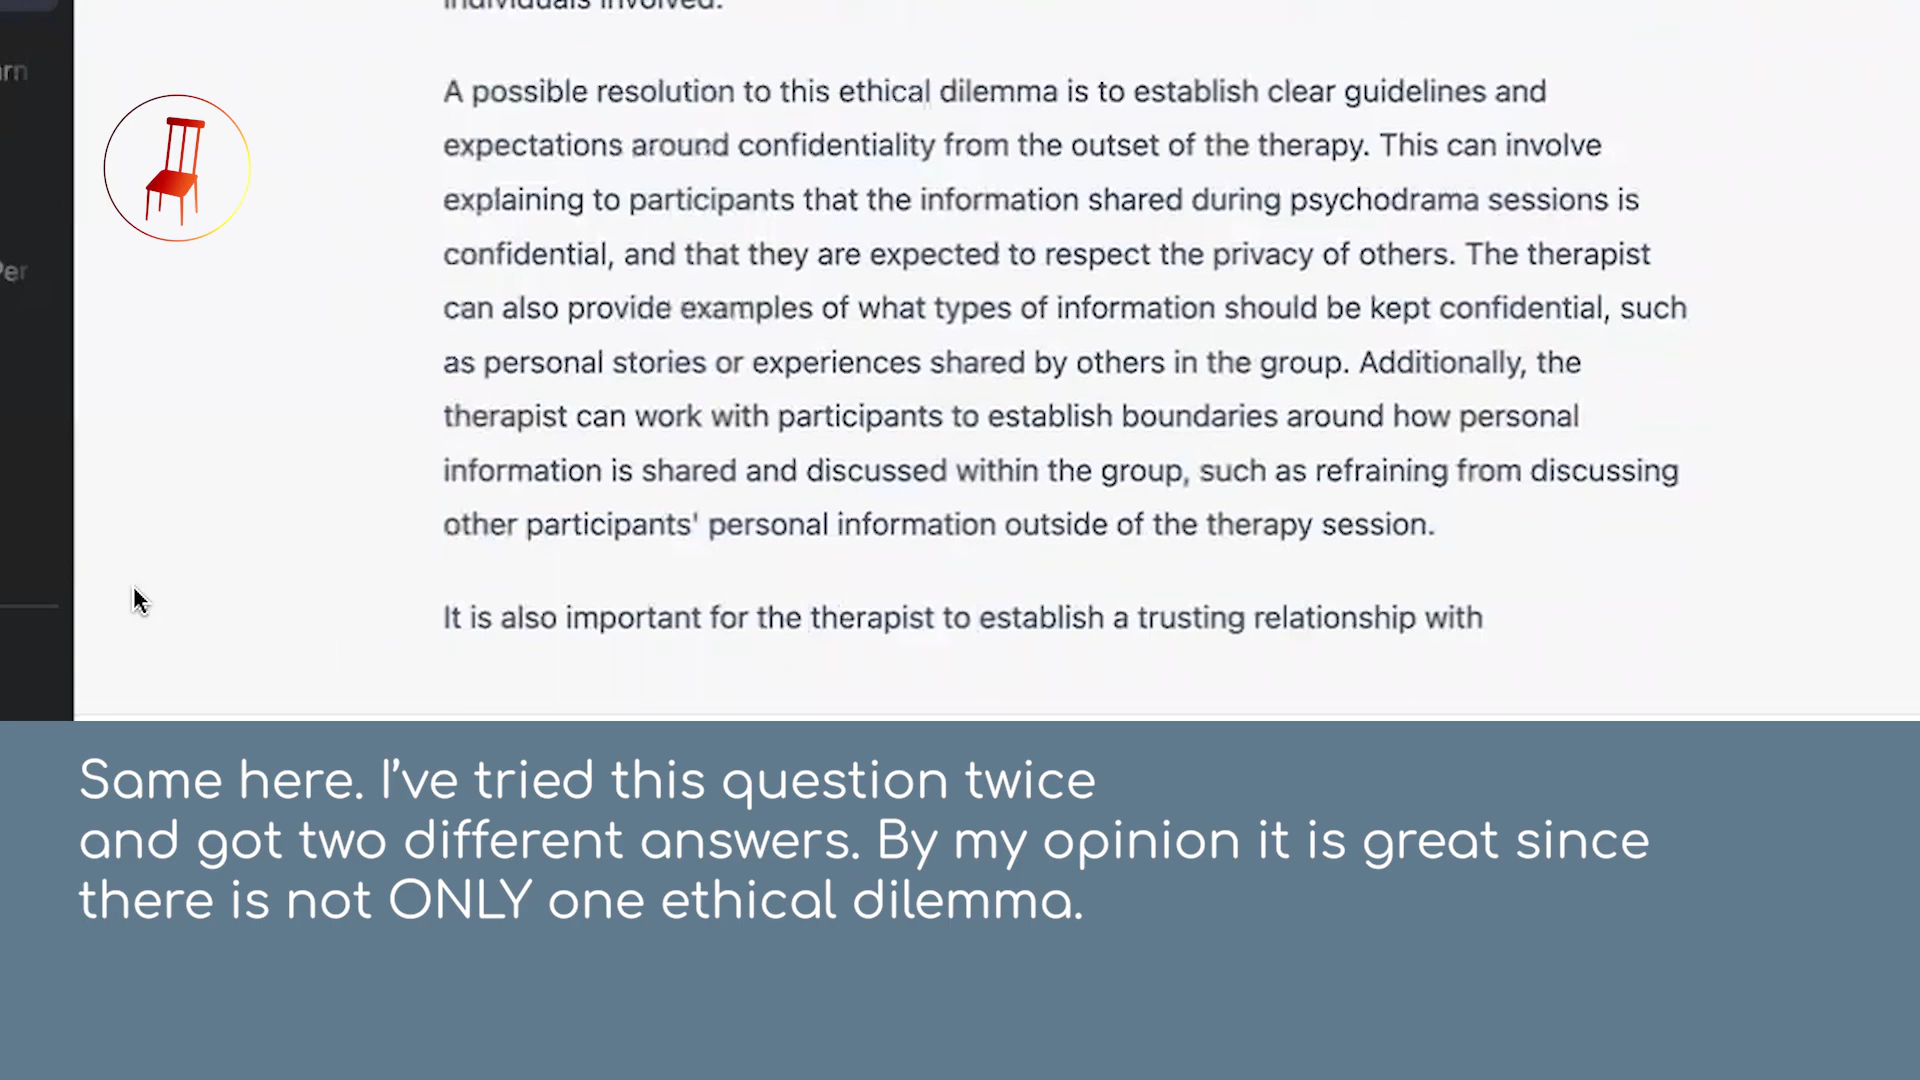 individuals involved.
A possible resolution to this ethical dilemma is to establish clear guidelines and
expectations around confidentiality from the outset of the therapy. This can involve
explaining to participants that the information shared during psychodrama sessions is
confidential, and that they are expected to respect the privacy of others. The therapist
can also provide examples of what types of information should be kept confidential, such
as personal stories or experiences shared by others in the group. Additionally, the
therapist can work with participants to establish boundaries around how personal
information is shared and discussed within the group, such as refraining from discussing
other participants' personal information outside of the therapy session.
It is also important for the therapist to establish a trusting relationship with
Same here. I've tried this question twice
and got two different answers. By my opinion it is great since
there is not ONLY one ethical dilemma.